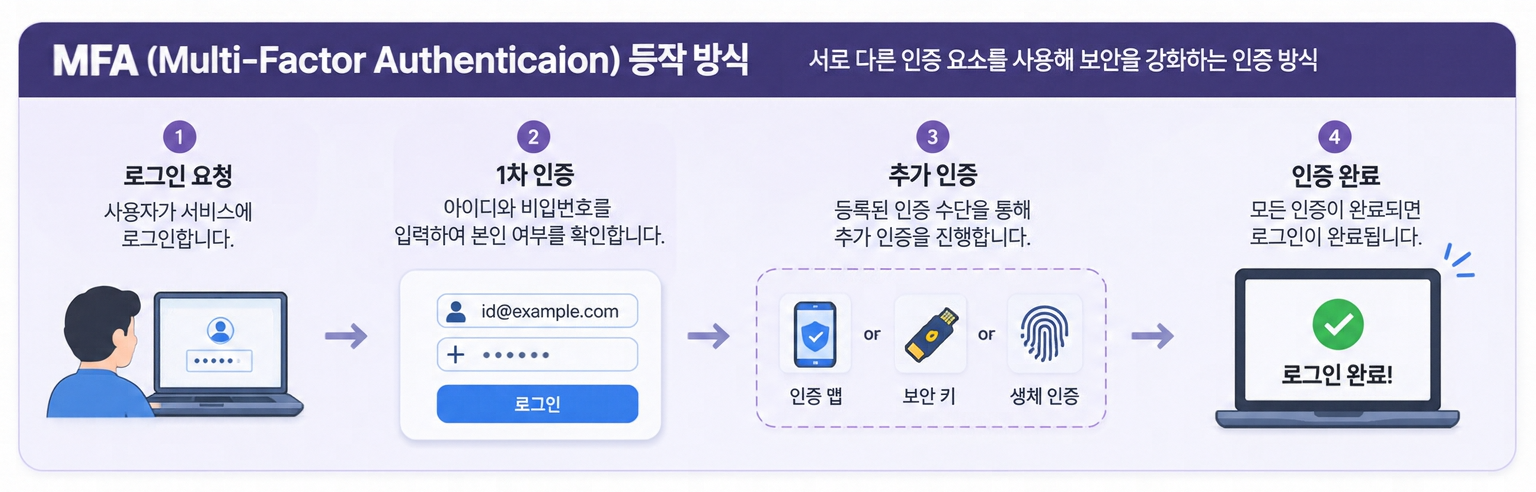 MFA (Multi-Factor Authenticaion) 등작 방식
서로 다른 인증 요소를 사용해 보안을 강화하는 인증 방식
1
로그인 요청
사용자가 서비스에
로그인합니다.
2
1차 인증
아이디와 비입번호를
입력하여 본인 여부를 확인합니다.
id@example.com
로그인
3
추가 인증
등록된 인증 수단을 통해
추가 인증을 진행합니다.
인증 맵
or
보안 키
or
생체 인증
4
인증 완료
모든 인증이 완료되면
로그인이 완료됩니다.
로그인 완료!